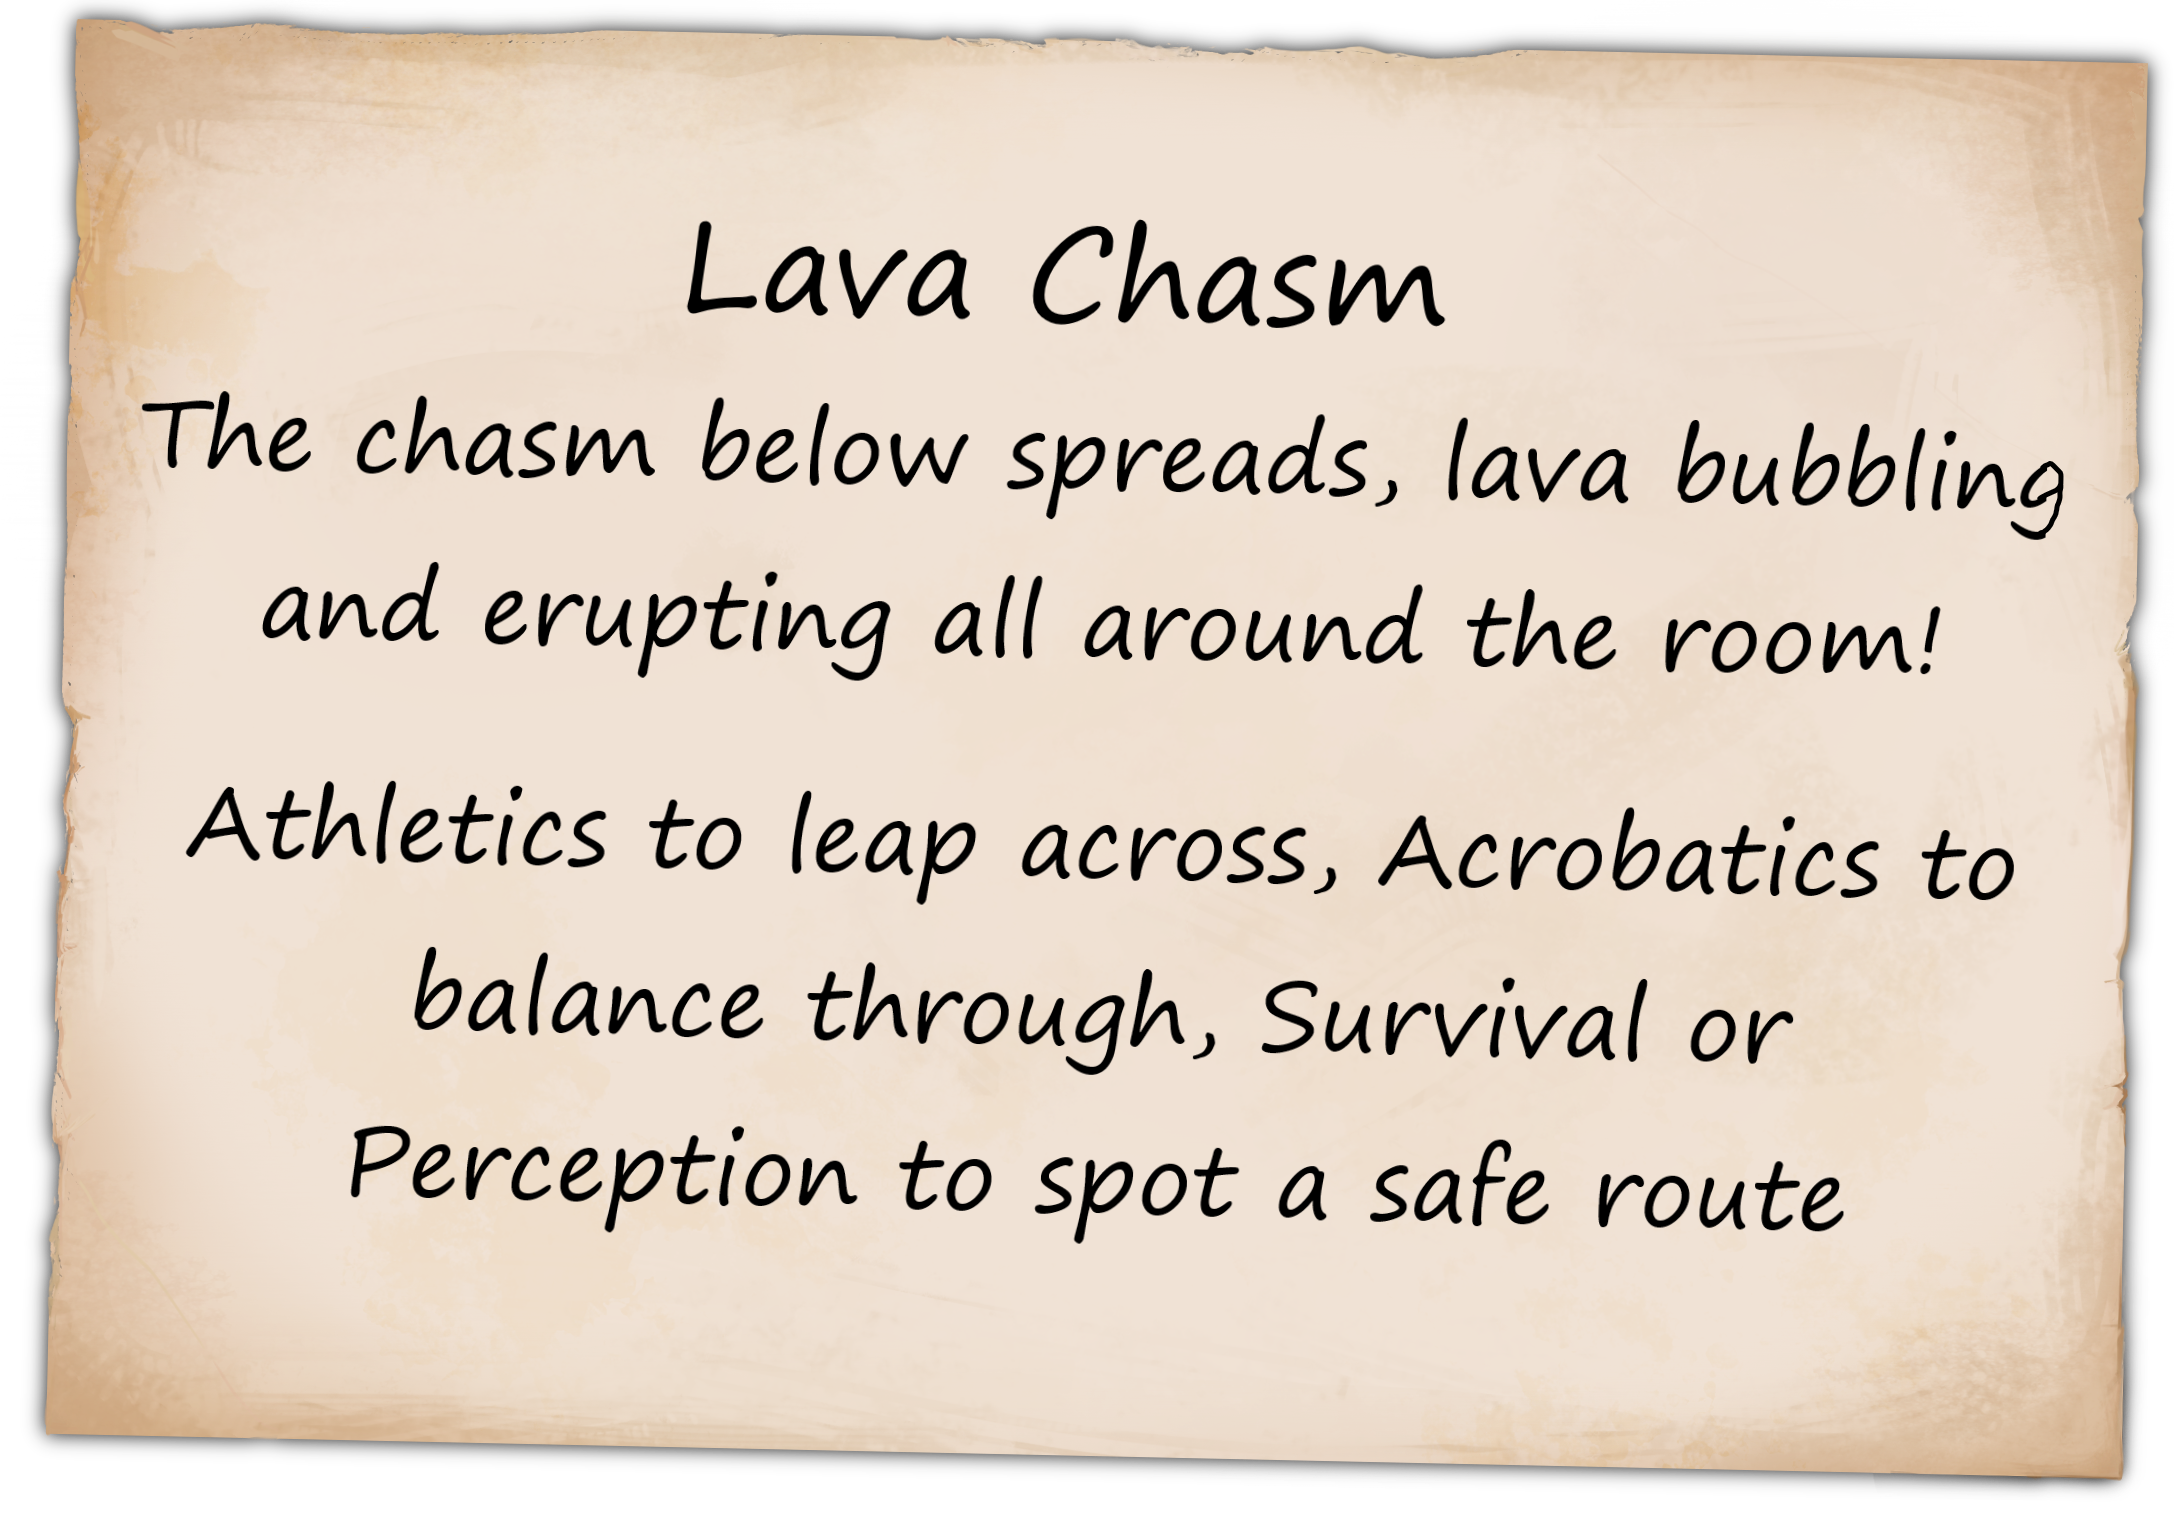 Lava Chasm
The chasm below spreads, lava bubbling
and erupting all around the room!
Athletics to leap across, Acrobatics to
balance through, Survival or
Perception to spot a safe route